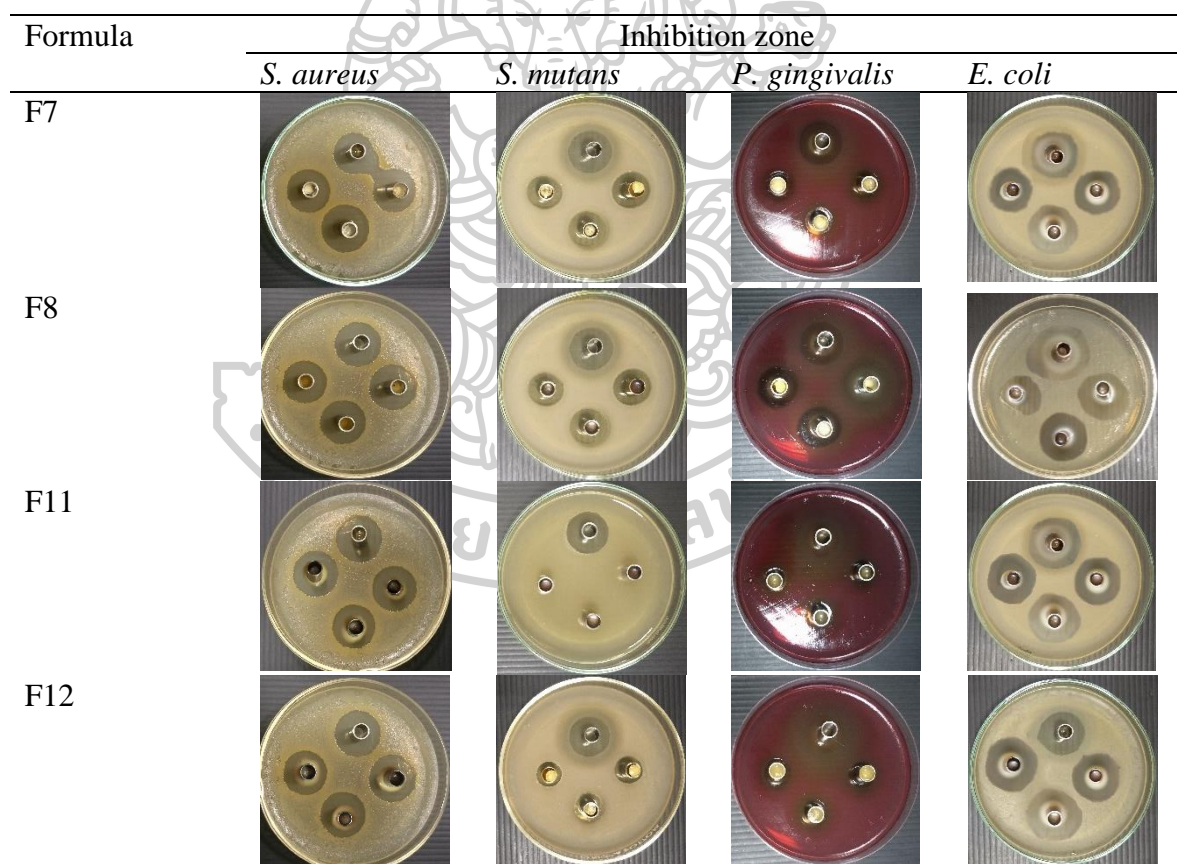 Formula Inhibition zone
S. aureus S. mutans P. gingivalis E. coli
F7
F8
F11
F12